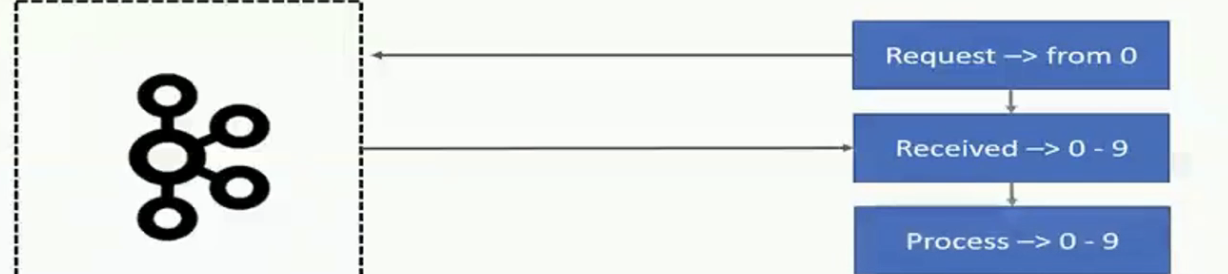 Request —> from 0
Received —> 0 - 9
Process —> 0 - 9